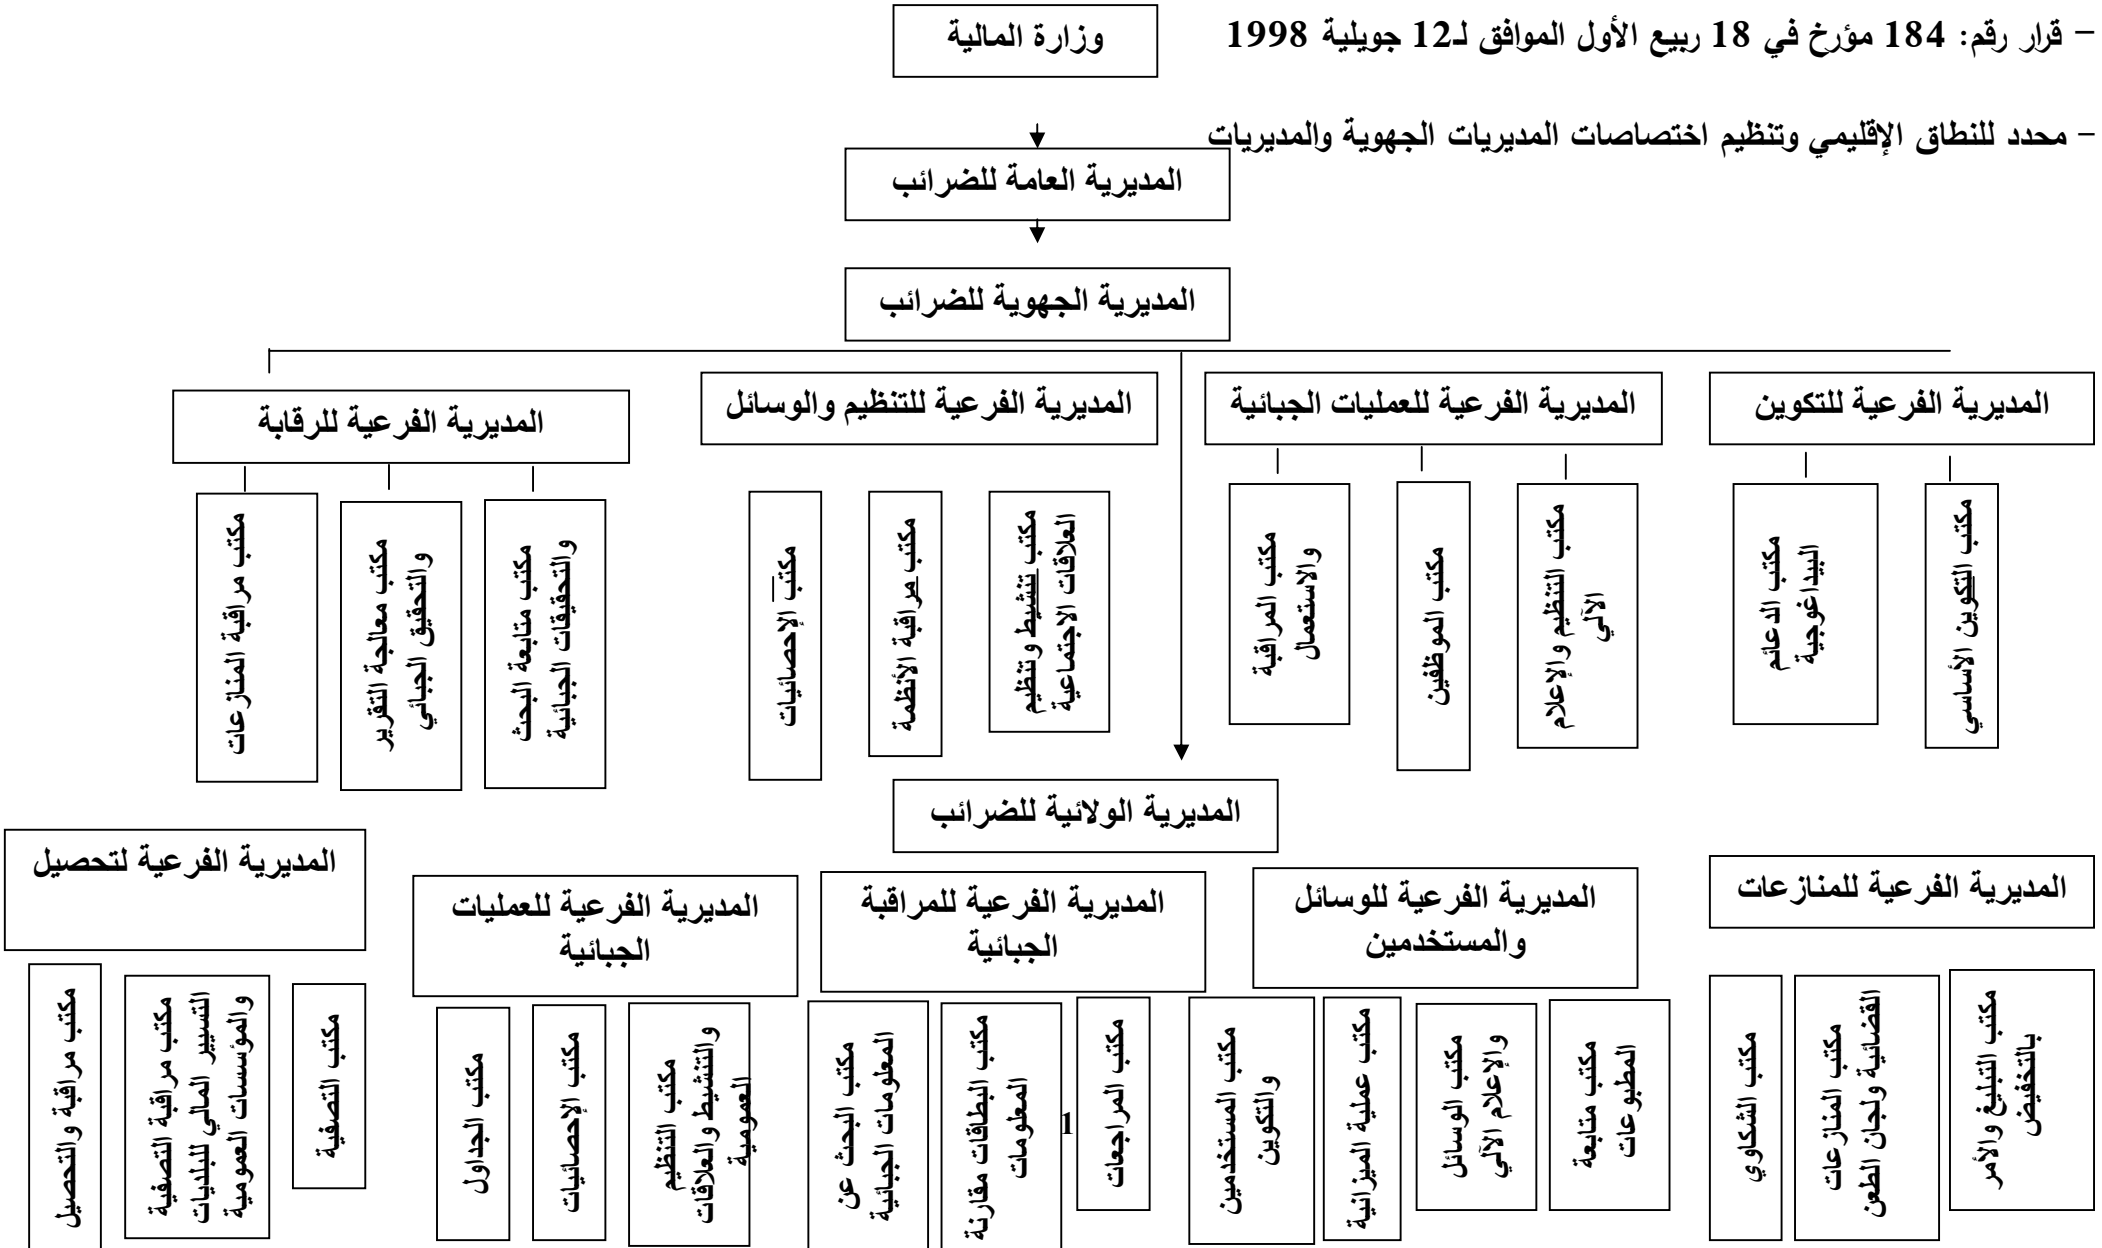 وزارة المالية
– قرار رقم: 184 مؤرخ في 18 ربيع الأول الموافق لـ12 جويلية 1998
– محدد للنطاق الإقليمي وتنظيم اختصاصات المديريات الجهوية والمديريات
المديرية العامة للضرائب
المديرية الجهوية للضرائب
المديرية الفرعية للتكوين
المديرية الفرعية للعمليات الجبائية
المديرية الفرعية للتنظيم والوسائل
المديرية الفرعية للرقابة
مكتب التكوين الأساسي
مكتب الدعائم
البيداغوجية
مكتب التنظيم والإعلام
الآلي
مكتب الموظفين
مكتب المراقبة
والاستعمال
مكتب تنشيط وتنظيم
العلاقات الاجتماعية
مكتب مراقبة الأنظمة
مكتب الإحصائيات
مكتب متابعة البحث
والتحقيقات الجبائية
مكتب معالجة التقرير
والتحقيق الجبائي
مكتب مراقبة المنازعات
المديرية الولائية للضرائب
المديرية الفرعية للمنازعات
المديرية الفرعية للوسائل
والمستخدمين
المديرية الفرعية للمراقبة
الجبائية
المديرية الفرعية للعمليات
الجبائية
المديرية الفرعية لتحصيل
مكتب التبليغ والأمر
بالتخفيض
مكتب المنازعات
القضائية ولجان الطعن
مكتب الشكاوي
مكتب متابعة
المطبوعات
مكتب الوسائل
والإعلام الآلي
مكتب عملية الميزانية
مكتب المستخدمين
والتكوين
مكتب المراجعات
مكتب البطاقات مقارنة
المعلومات
مكتب البحث عن
المعلومات الجبائية
مكتب التنظيم
والتنشيط والعلاقات
العمومية
مكتب الإحصائيات
مكتب الجداول
مكتب التصفية
مكتب مراقبة التصفية
التسيير المالي للبلديات
والمؤسسات العمومية
مكتب مراقبة والتحصيل
1